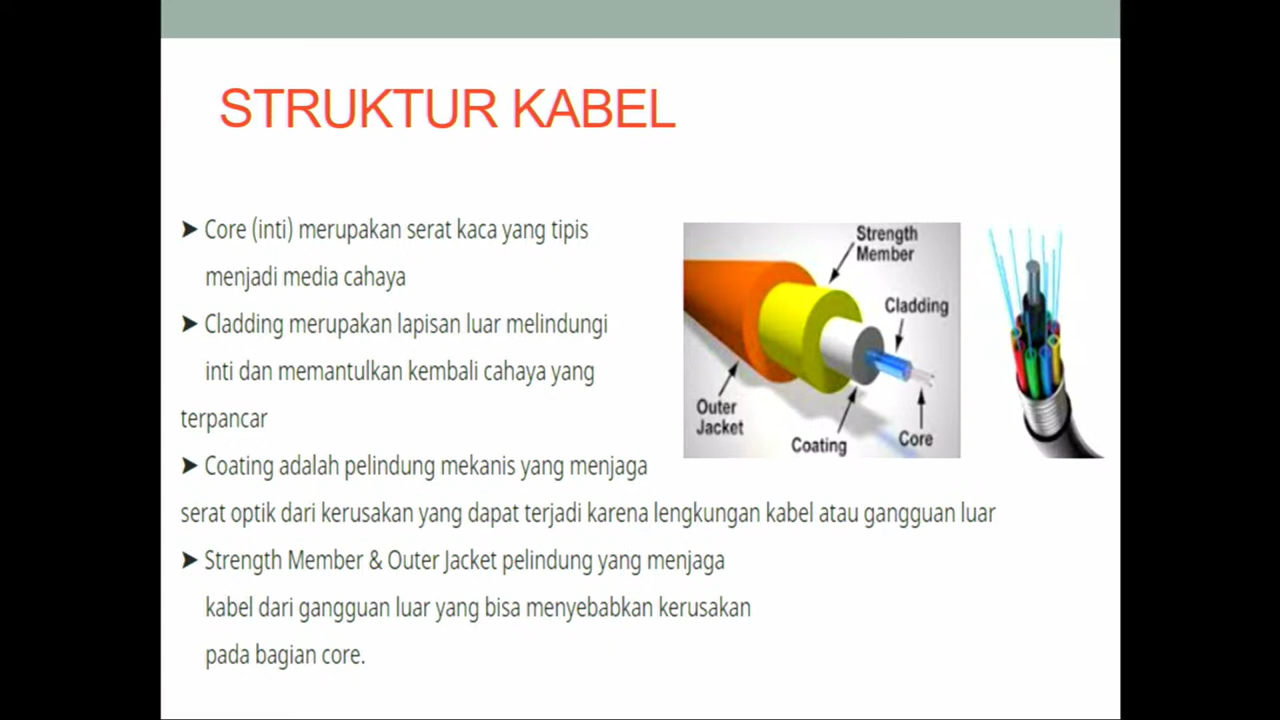 STRUKTUR KABEL
➤ Core (inti) merupakan serat kaca yang tipis
menjadi media cahaya
➤ Cladding merupakan lapisan luar melindungi
inti dan memantulkan kembali cahaya yang
terpancar
➤ Coating adalah pelindung mekanis yang menjaga
serat optik dari kerusakan yang dapat terjadi karena lengkungan kabel atau gangguan luar
➤ Strength Member & Outer Jacket pelindung yang menjaga
kabel dari gangguan luar yang bisa menyebabkan kerusakan
pada bagian core.
Strength
Member
Cladding
Outer
Jacket
Coating
Core